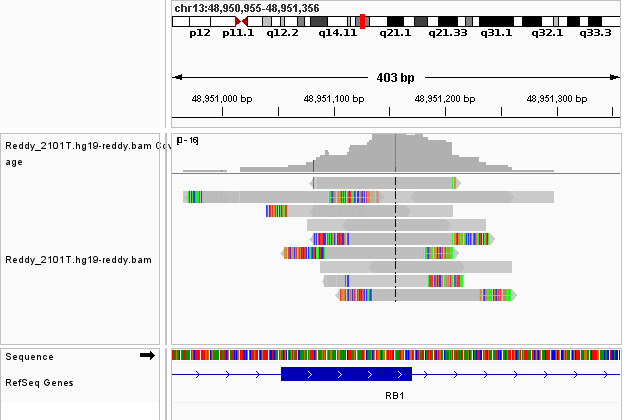 chr13:48,950,955-48,951,356
p12 p11.1 q12.2 q14.11 q21.1 q21.33 q31.1 q32.1 q33.3
403 bp
48,951,000 bp 48,951,100 bp 48,951,200 bp 48,951,300 bp
Reddy_2101T.hg19-reddy.bam Cov
age
[0 - 16]
Reddy_2101T.hg19-reddy.bam
Sequence
RefSeq Genes
RB1